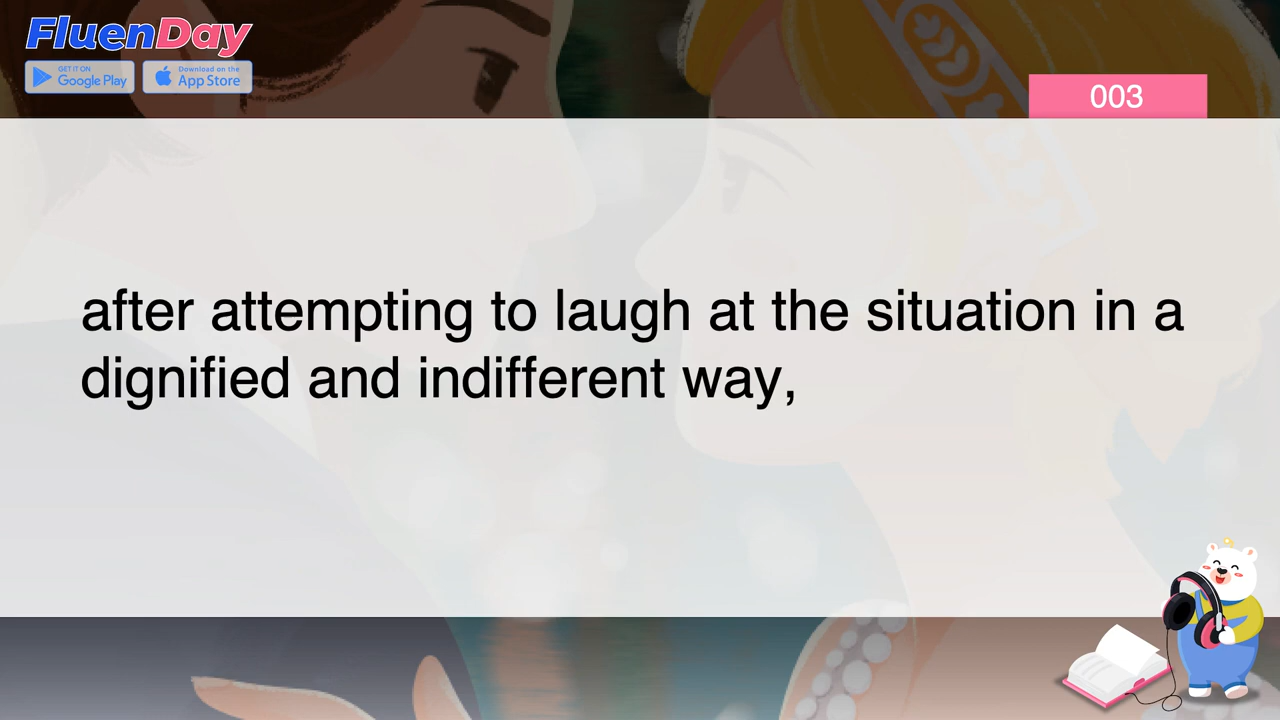 FluenDay
GET IT ON
Google Play
Download on the
App Store
003
after attempting to laugh at the situation in a
dignified and indifferent way,